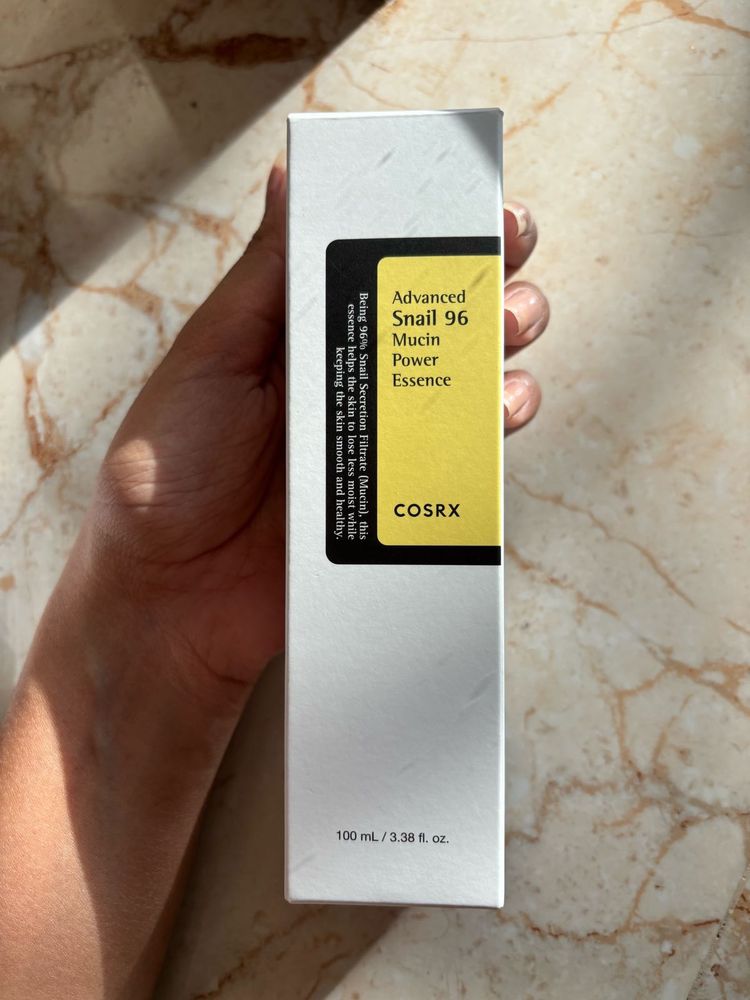 Advanced
Snail 96
Mucin
Power
Essence
COSRX
Being 96% Snail Secretion Filtrate (Mucin), this
essence helps the skin to lose less moist while
keeping the skin smooth and healthy.
100 mL / 3.38 fl. oz.